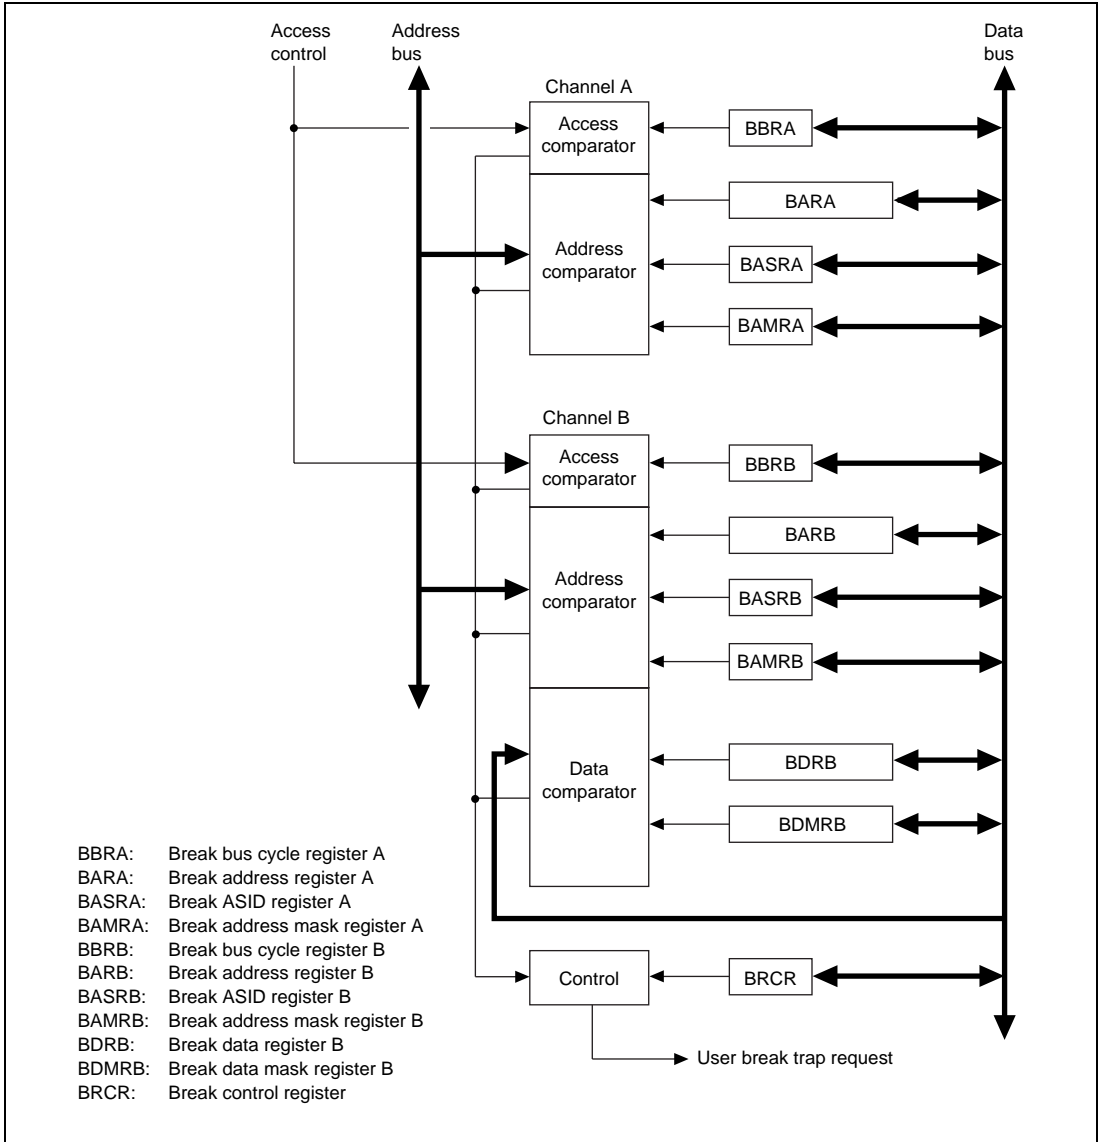 Access control
Address bus
Data bus
Channel A
Access comparator
BBRA
BARA
Address comparator
BASRA
BAMRA
Channel B
Access comparator
BBRB
BARB
Address comparator
BASRB
BAMRB
Data comparator
BDRB
BDMRB
Control
BRCR
User break trap request
BBRA: Break bus cycle register A
BARA: Break address register A
BASRA: Break ASID register A
BAMRA: Break address mask register A
BBRB: Break bus cycle register B
BARB: Break address register B
BASRB: Break ASID register B
BAMRB: Break address mask register B
BDRB: Break data register B
BDMRB: Break data mask register B
BRCR: Break control register